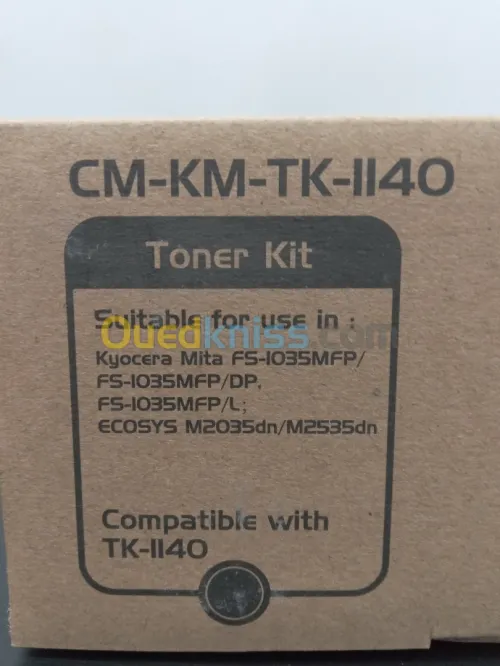 CM-KM-TK-1140
Toner Kit
Suitable for use in :
Ouedkniss.com
Kyocera Mita FS-1035MFP/
FS-1035MFP/DP,
FS-1035MFP/L;
ECOSYS M2035dn/M2535dn
Compatible with
TK-1140